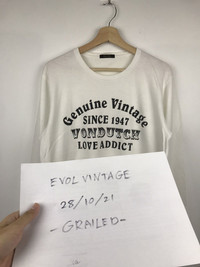 Genuine Vintage
SINCE 1947
VONDUTCH
LOVE ADDICT
EVOL VINTAGE
28/10/21
-GRAILED-